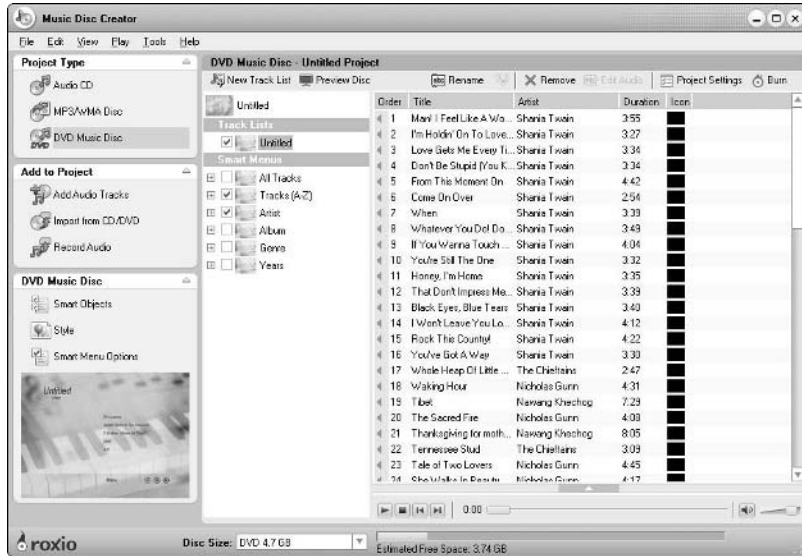 Music Disc Creator
File Edit View Play Tools Help
Project Type
Audio CD
MP3/WMA Disc
DVD Music Disc
Add to Project
Add Audio Tracks
Import from CD/DVD
Record Audio
DVD Music Disc
Smart Objects
Style
Smart Menu Options
Untitled
DVD Music Disc - Untitled Project
New Track List Preview Disc Rename Remove Edit Audio Project Settings Burn
Untitled
Track Lists
Untitled
Smart Menus
All Tracks
Tracks (A-Z)
Artist
Album
Genre
Years
Order Title Artist Duration Icon
1 Man! I Feel Like A Wo... Shania Twain 3:55
2 I'm Holdin' On To Love... Shania Twain 3:27
3 Love Gets Me Every Ti... Shania Twain 3:34
4 Don't Be Stupid (You K... Shania Twain 3:34
5 From This Moment On Shania Twain 4:42
6 Come On Over Shania Twain 2:54
7 When Shania Twain 3:39
8 Whatever You Do! Do... Shania Twain 3:49
9 If You Wanna Touch ... Shania Twain 4:04
10 You're Still The One Shania Twain 3:32
11 Honey, I'm Home Shania Twain 3:35
12 That Don't Impress Me... Shania Twain 3:39
13 Black Eyes, Blue Tears Shania Twain 3:40
14 I Won't Leave You Lo... Shania Twain 4:12
15 Rock This Country! Shania Twain 4:22
16 You've Got A Way Shania Twain 3:30
17 Whole Heap Of Little ... The Chieftains 2:47
18 Waking Hour Nicholas Gunn 4:31
19 Tibet Nawang Khechog 7:29
20 The Sacred Fire Nicholas Gunn 4:08
21 Thanksgiving for moth... Nawang Khechog 8:05
22 Tennessee Stud The Chieftains 3:09
23 Tale of Two Lovers Nicholas Gunn 4:45
24 She Walks In Beauty Nicholas Gunn 4:17
0:00
roxio
Disc Size: DVD 4.7 GB
Estimated Free Space: 3.74 GB